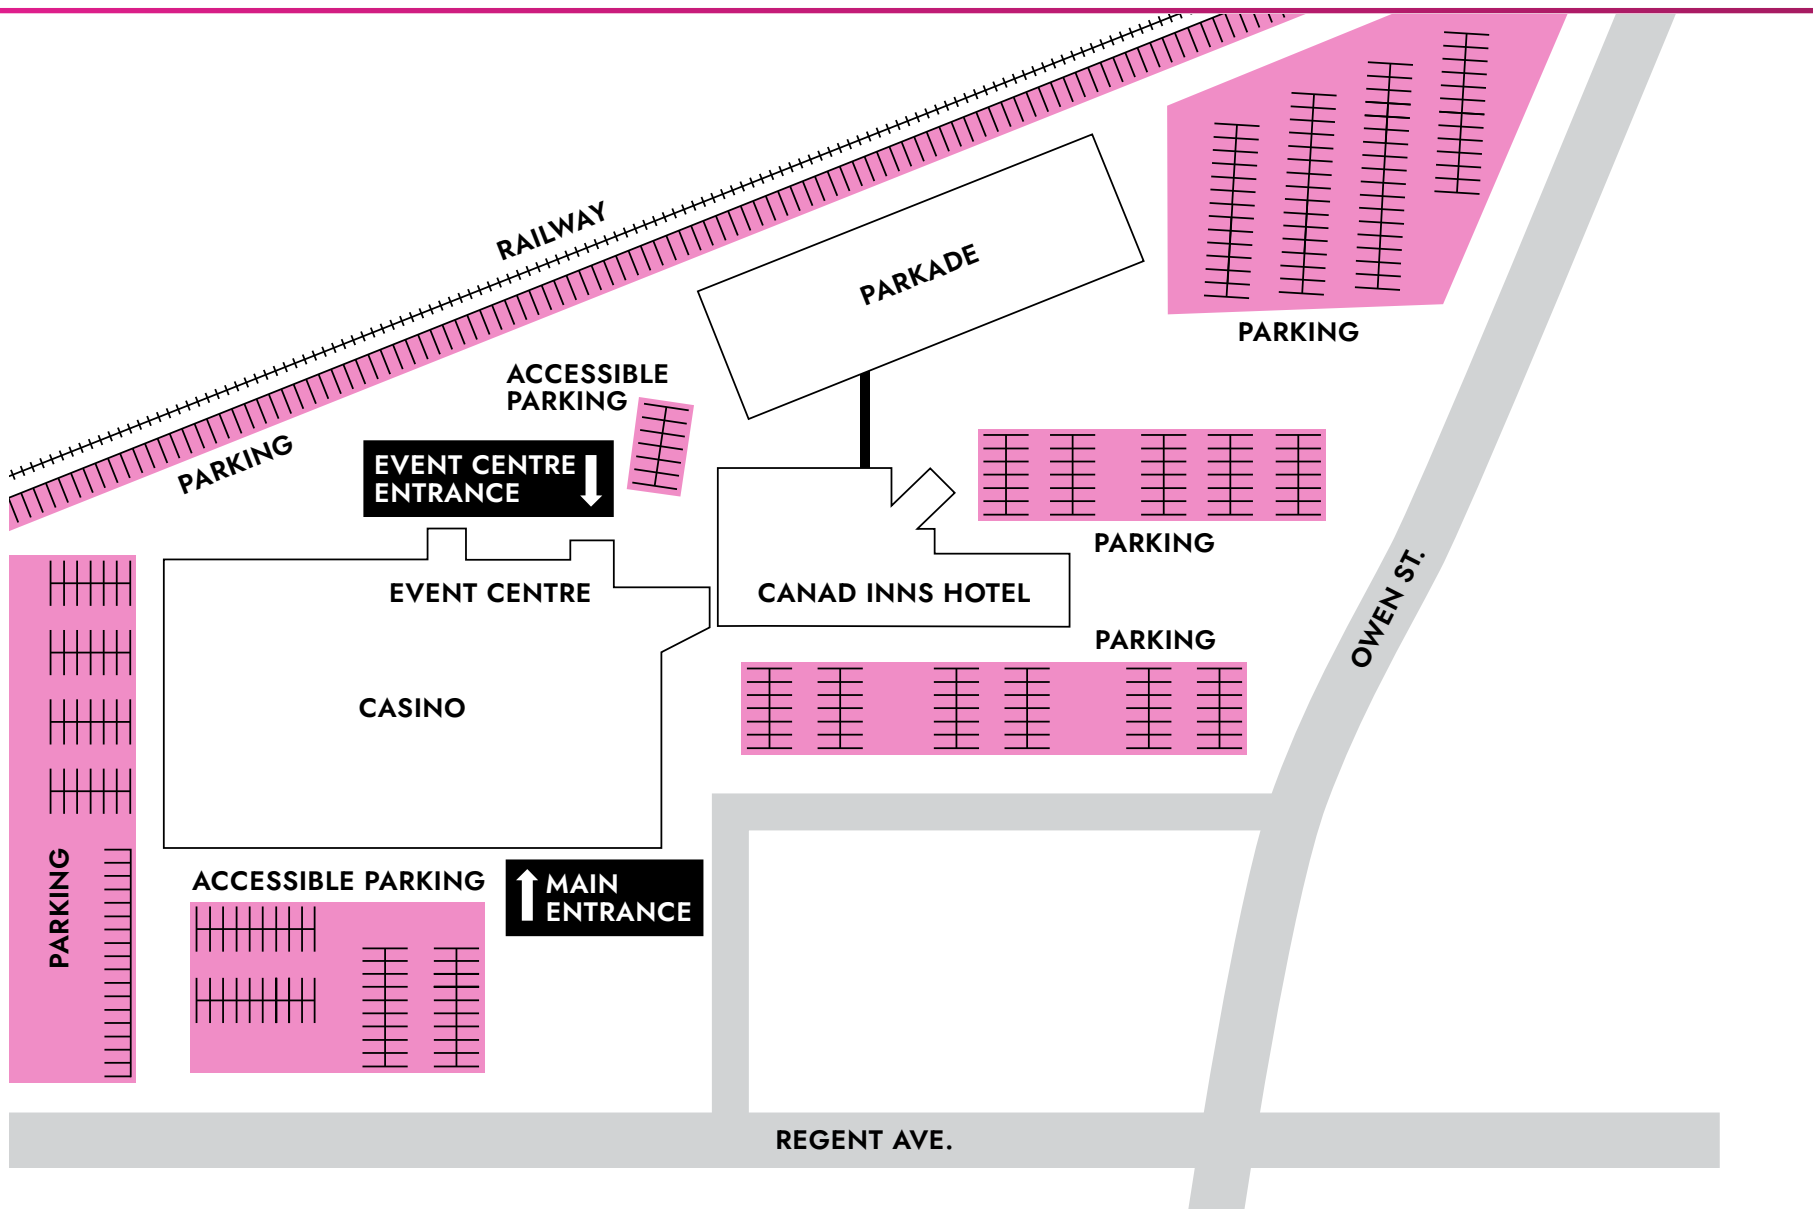 RAILWAY
PARKADE
PARKING
ACCESSIBLE
PARKING
PARKING
EVENT CENTRE
ENTRANCE
PARKING
EVENT CENTRE
CANAD INNS HOTEL
OWEN ST.
PARKING
CASINO
PARKING
ACCESSIBLE PARKING
MAIN
ENTRANCE
REGENT AVE.